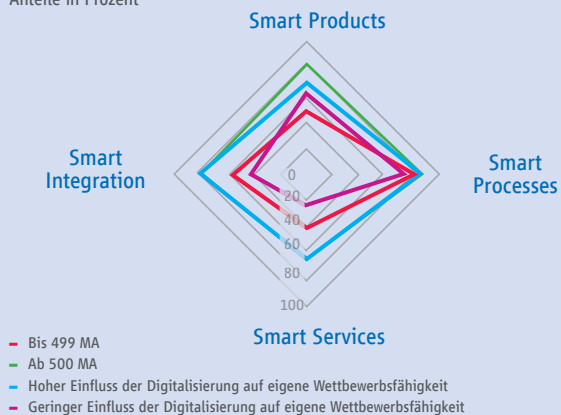 Anteile in Prozent
Smart Products
Smart
Integration
Smart
Processes
0
20
40
60
80
100
Smart Services
Bis 499 MA
Ab 500 MA
Hoher Einfluss der Digitalisierung auf eigene Wettbewerbsfähigkeit
Geringer Einfluss der Digitalisierung auf eigene Wettbewerbsfähigkeit